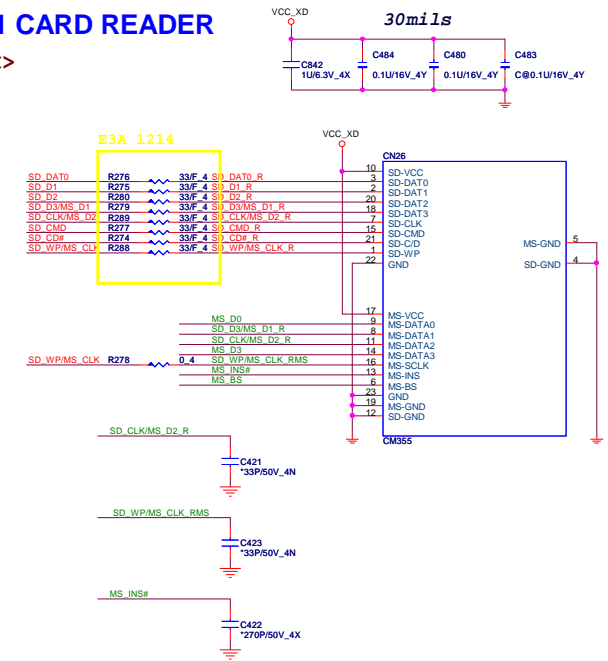 1 CARD READER
>
VCC_XD
30mils
C842
1U/6.3V_4X
C484
0.1U/16V_4Y
C480
0.1U/16V_4Y
C483
C@0.1U/16V_4Y
E3A 1214
VCC_XD
CN26
SD_DAT0 R276 33/F_4 SD_DAT0_R 3 SD-DAT0
SD_D1 R275 33/F_4 SD_D1_R 2 SD-DAT1
SD_D2 R280 33/F_4 SD_D2_R 20 SD-DAT2
SD_D3/MS_D1 R279 33/F_4 SD_D3/MS_D1_R 18 SD-DAT3
SD_CLK/MS_D2 R289 33/F_4 SD_CLK/MS_D2_R 7 SD-CLK
SD_CMD R277 33/F_4 SD_CMD_R 15 SD-CMD
SD_CD# R274 33/F_4 SD_CD#_R 21 SD-C/D
SD_WP/MS_CLK R288 33/F_4 SD_WP/MS_CLK_R 1 SD-WP
10 SD-VCC
22 GND
MS-GND 5
SD-GND 4
17 MS-VCC
MS_D0 9 MS-DATA0
SD_D3/MS_D1_R 8 MS-DATA1
SD_CLK/MS_D2_R 11 MS-DATA2
MS_D3 14 MS-DATA3
SD_WP/MS_CLK R278 0_4 SD_WP/MS_CLK_RMS 16 MS-SCLK
MS_INS# 13 MS-INS
MS_BS 6 MS-BS
23 GND
19 MS-GND
12 SD-GND
CM355
SD_CLK/MS_D2_R
C421
*33P/50V_4N
SD_WP/MS_CLK_RMS
C423
*33P/50V_4N
MS_INS#
C422
*270P/50V_4X